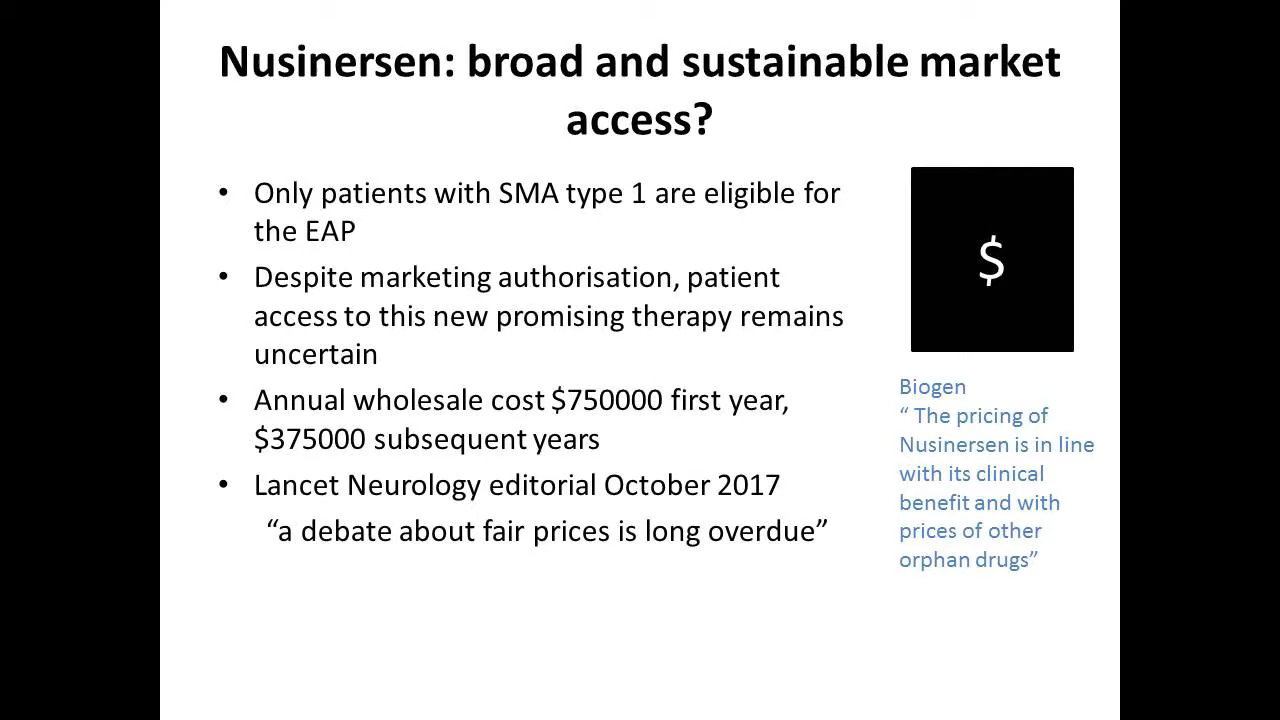 Nusinersen: broad and sustainable market
access?
• Only patients with SMA type 1 are eligible for
the EAP
• Despite marketing authorisation, patient
access to this new promising therapy remains
uncertain
• Annual wholesale cost $750000 first year,
$375000 subsequent years
• Lancet Neurology editorial October 2017
“a debate about fair prices is long overdue”
$
Biogen
“ The pricing of
Nusinersen is in line
with its clinical
benefit and with
prices of other
orphan drugs”